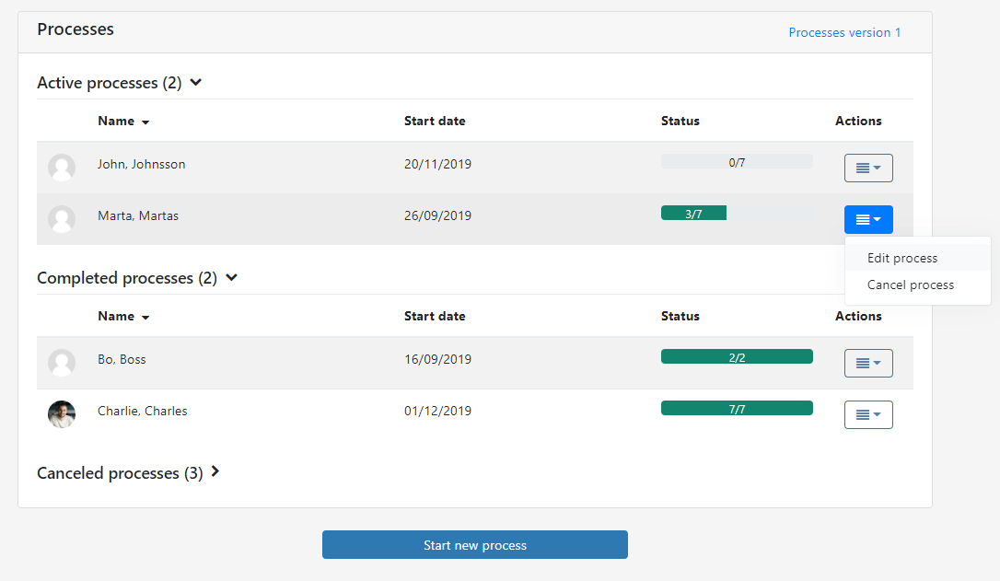 Processes
Processes version 1
Active processes (2)
Name Start date Status Actions
John, Johnsson 20/11/2019 0/7
Marta, Martas 26/09/2019 3/7
Edit process
Cancel process
Completed processes (2)
Name Start date Status Actions
Bo, Boss 16/09/2019 2/2
Charlie, Charles 01/12/2019 7/7
Canceled processes (3)
Start new process